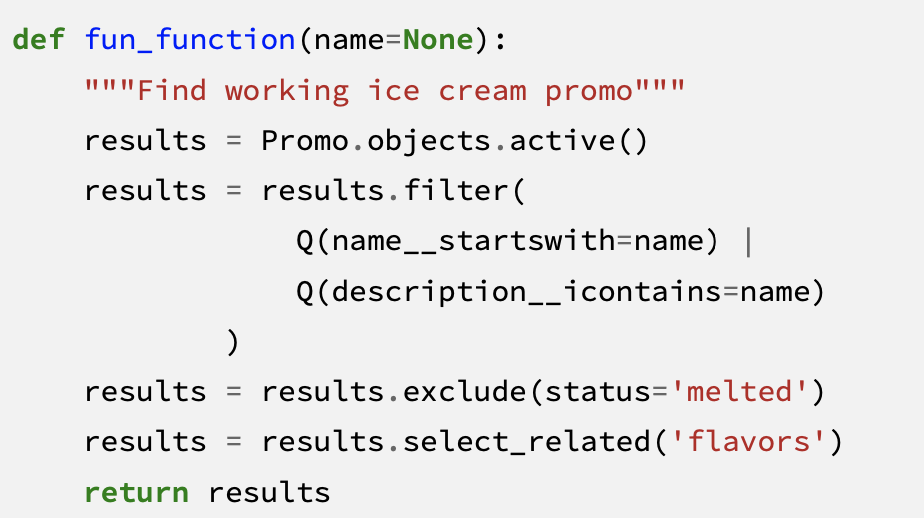 def fun_function(name=None):
    """Find working ice cream promo"""
    results = Promo.objects.active()
    results = results.filter(
                Q(name__startswith=name) |
                Q(description__icontains=name)
            )
    results = results.exclude(status='melted')
    results = results.select_related('flavors')
    return results